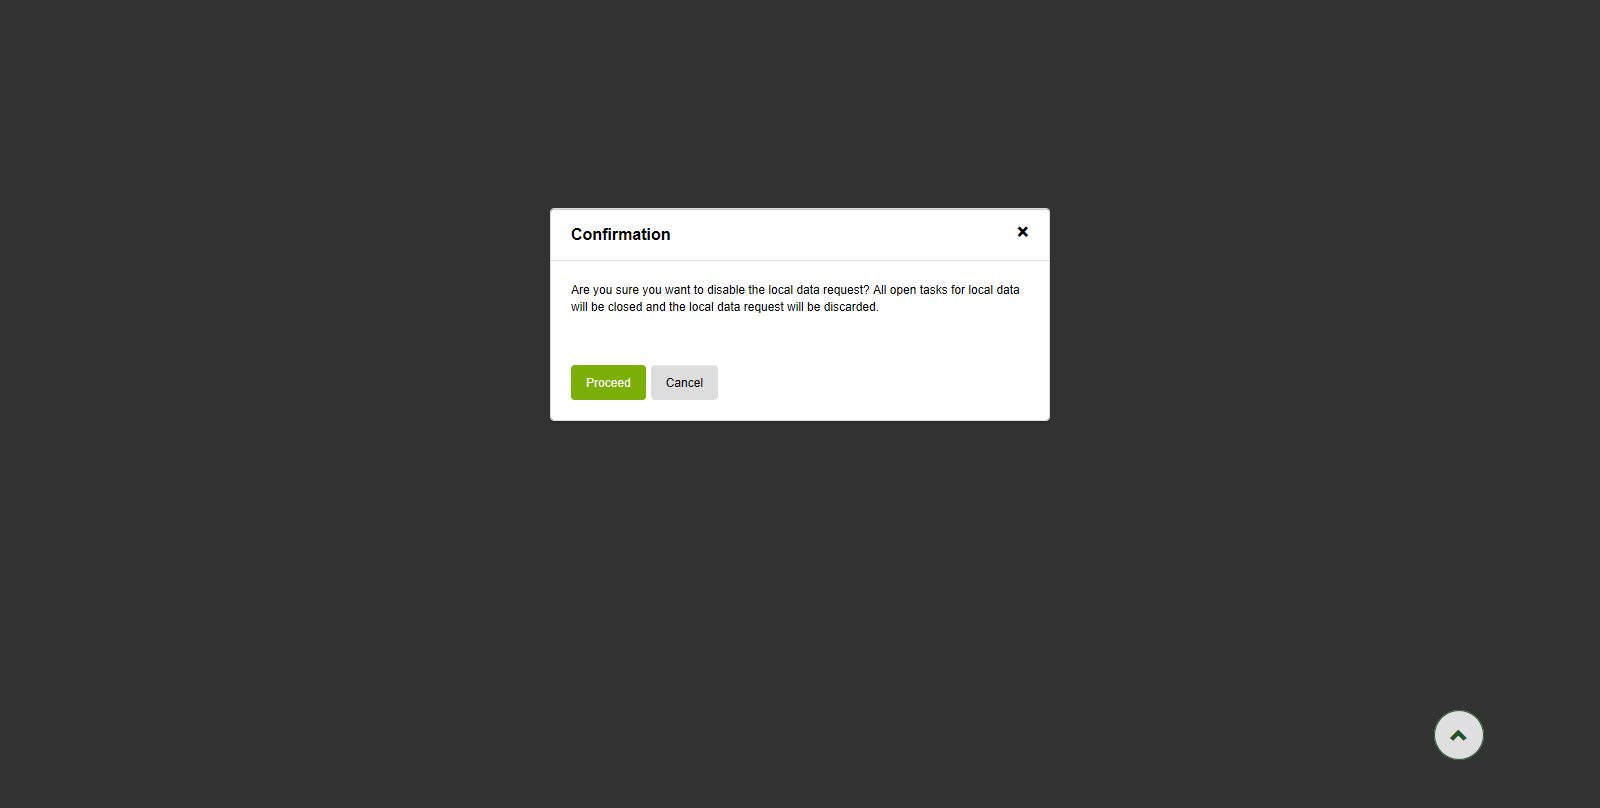 Confirmation
Are you sure you want to disable the local data request? All open tasks for local data
will be closed and the local data request will be discarded.
Proceed Cancel